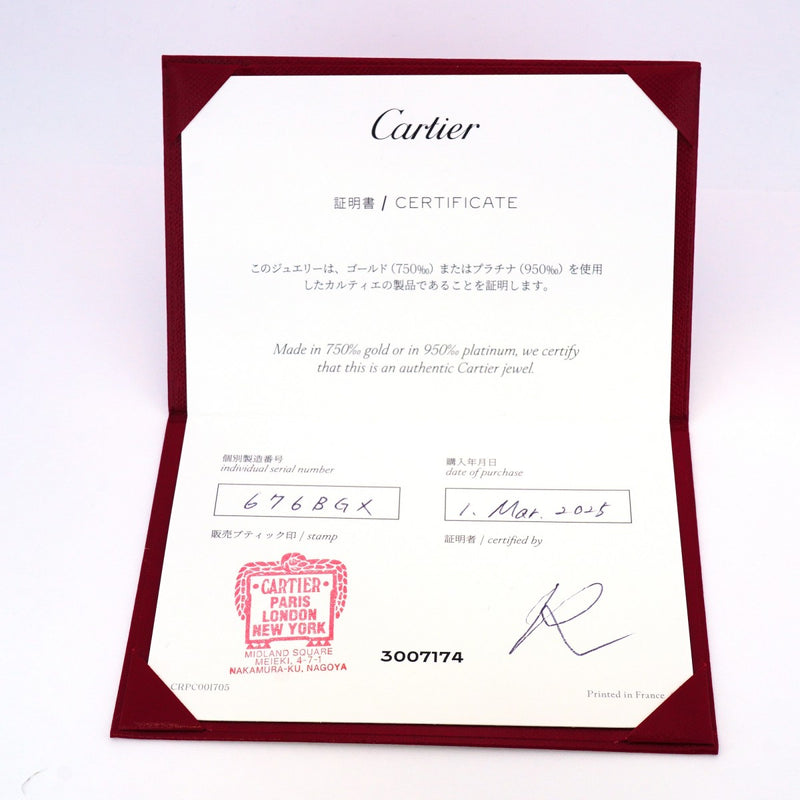 Cartier
証明書 / CERTIFICATE
このジュエリーは、ゴールド（750‰）またはプラチナ（950‰）を使用
したカルティエの製品であることを証明します。
Made in 750‰ gold or in 950‰ platinum, we certify
that this is an authentic Cartier jewel.
個別製造番号
individual serial number
676BGX
販売ブティック印 / stamp
購入年月日
date of purchase
1. Mar. 2025
証明者 / certified by
CARTIER
PARIS
LONDON
NEW YORK
MIDLAND SQUARE
MEIEKI, 4-7-1
NAKAMURA-KU, NAGOYA
3007174
CRPC001705
Printed in France